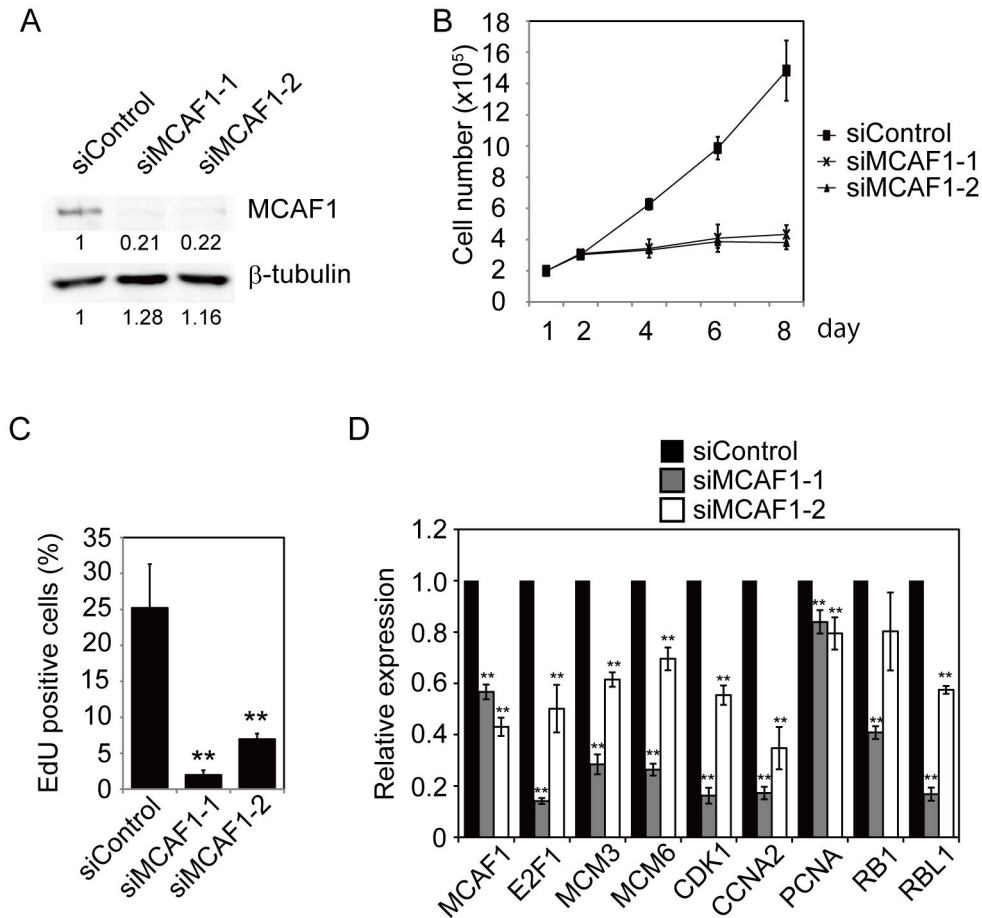 A
siControl
siMCAF1-1
siMCAF1-2
MCAF1
1 0.21 0.22
β-tubulin
1 1.28 1.16
B
Cell number (x10⁵)
18
16
14
12
10
8
6
4
2
0
1 2 4 6 8 day
siControl
siMCAF1-1
siMCAF1-2
C
EdU positive cells (%)
35
30
25
20
15
10
5
0
** **
siControl
siMCAF1-1
siMCAF1-2
D
siControl
siMCAF1-1
siMCAF1-2
Relative expression
1.2
1.0
0.8
0.6
0.4
0.2
0
** ** ** ** ** ** ** ** ** ** ** ** ** ** ** ** **
MCAF1
E2F1
MCM3
MCM6
CDK1
CCNA2
PCNA
RB1
RBL1